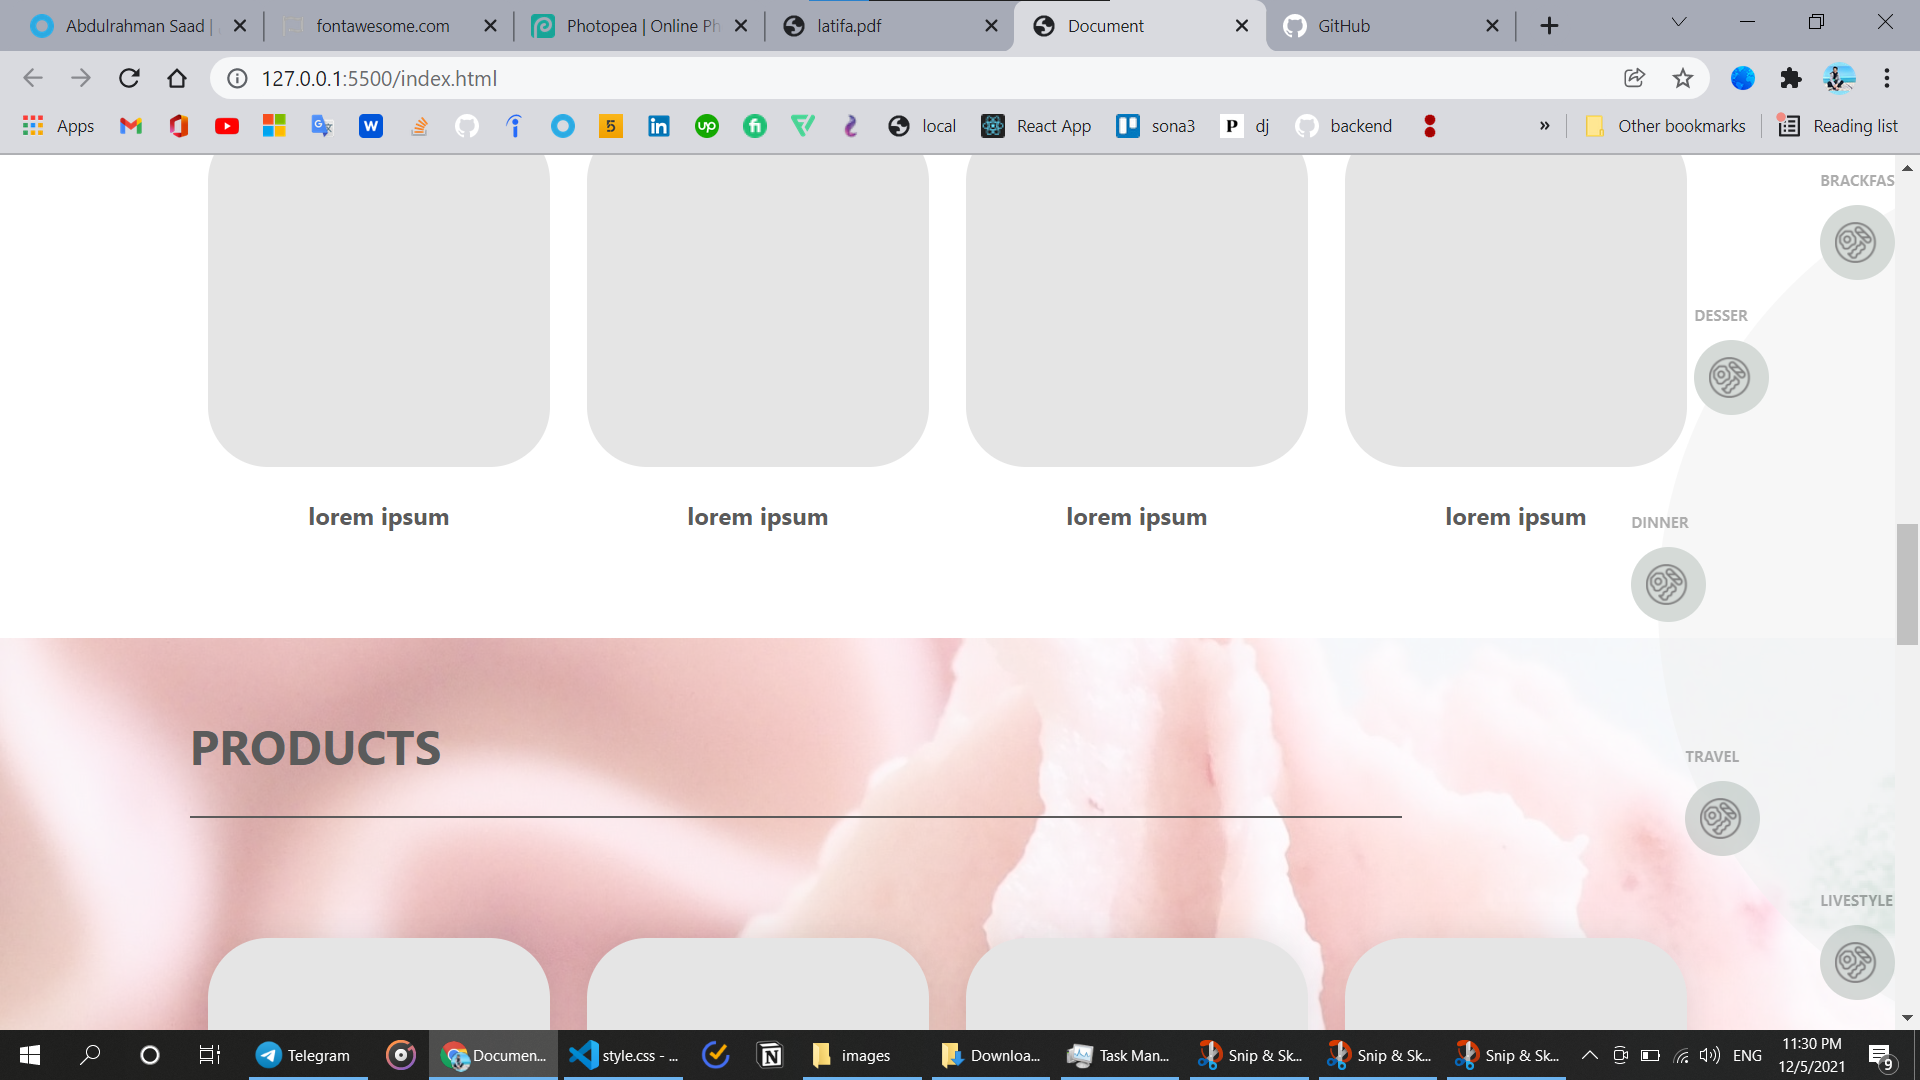 Abdulrahman Saad |
fontawesome.com
Photopea | Online Ph
latifa.pdf
Document
GitHub
127.0.0.1:5500/index.html
Apps
W
5
up
fi
local
React App
sona3
P
dj
backend
»
Other bookmarks
Reading list
BRACKFAS
DESSER
lorem ipsum
lorem ipsum
lorem ipsum
lorem ipsum
DINNER
PRODUCTS
TRAVEL
LIVESTYLE
Telegram
Documen...
style.css - ...
images
Downloa...
Task Man...
Snip & Sk...
Snip & Sk...
Snip & Sk...
ENG
11:30 PM
12/5/2021
9